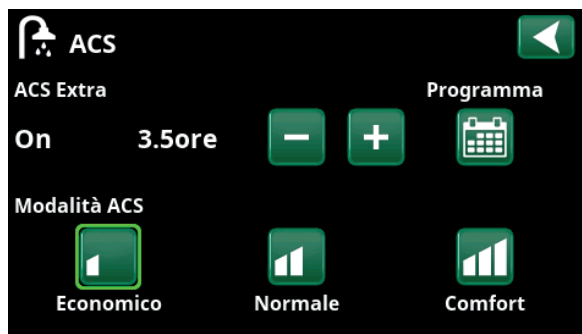 ACS
ACS Extra
Programma
On 3.5ore
Modalità ACS
Economico Normale Comfort